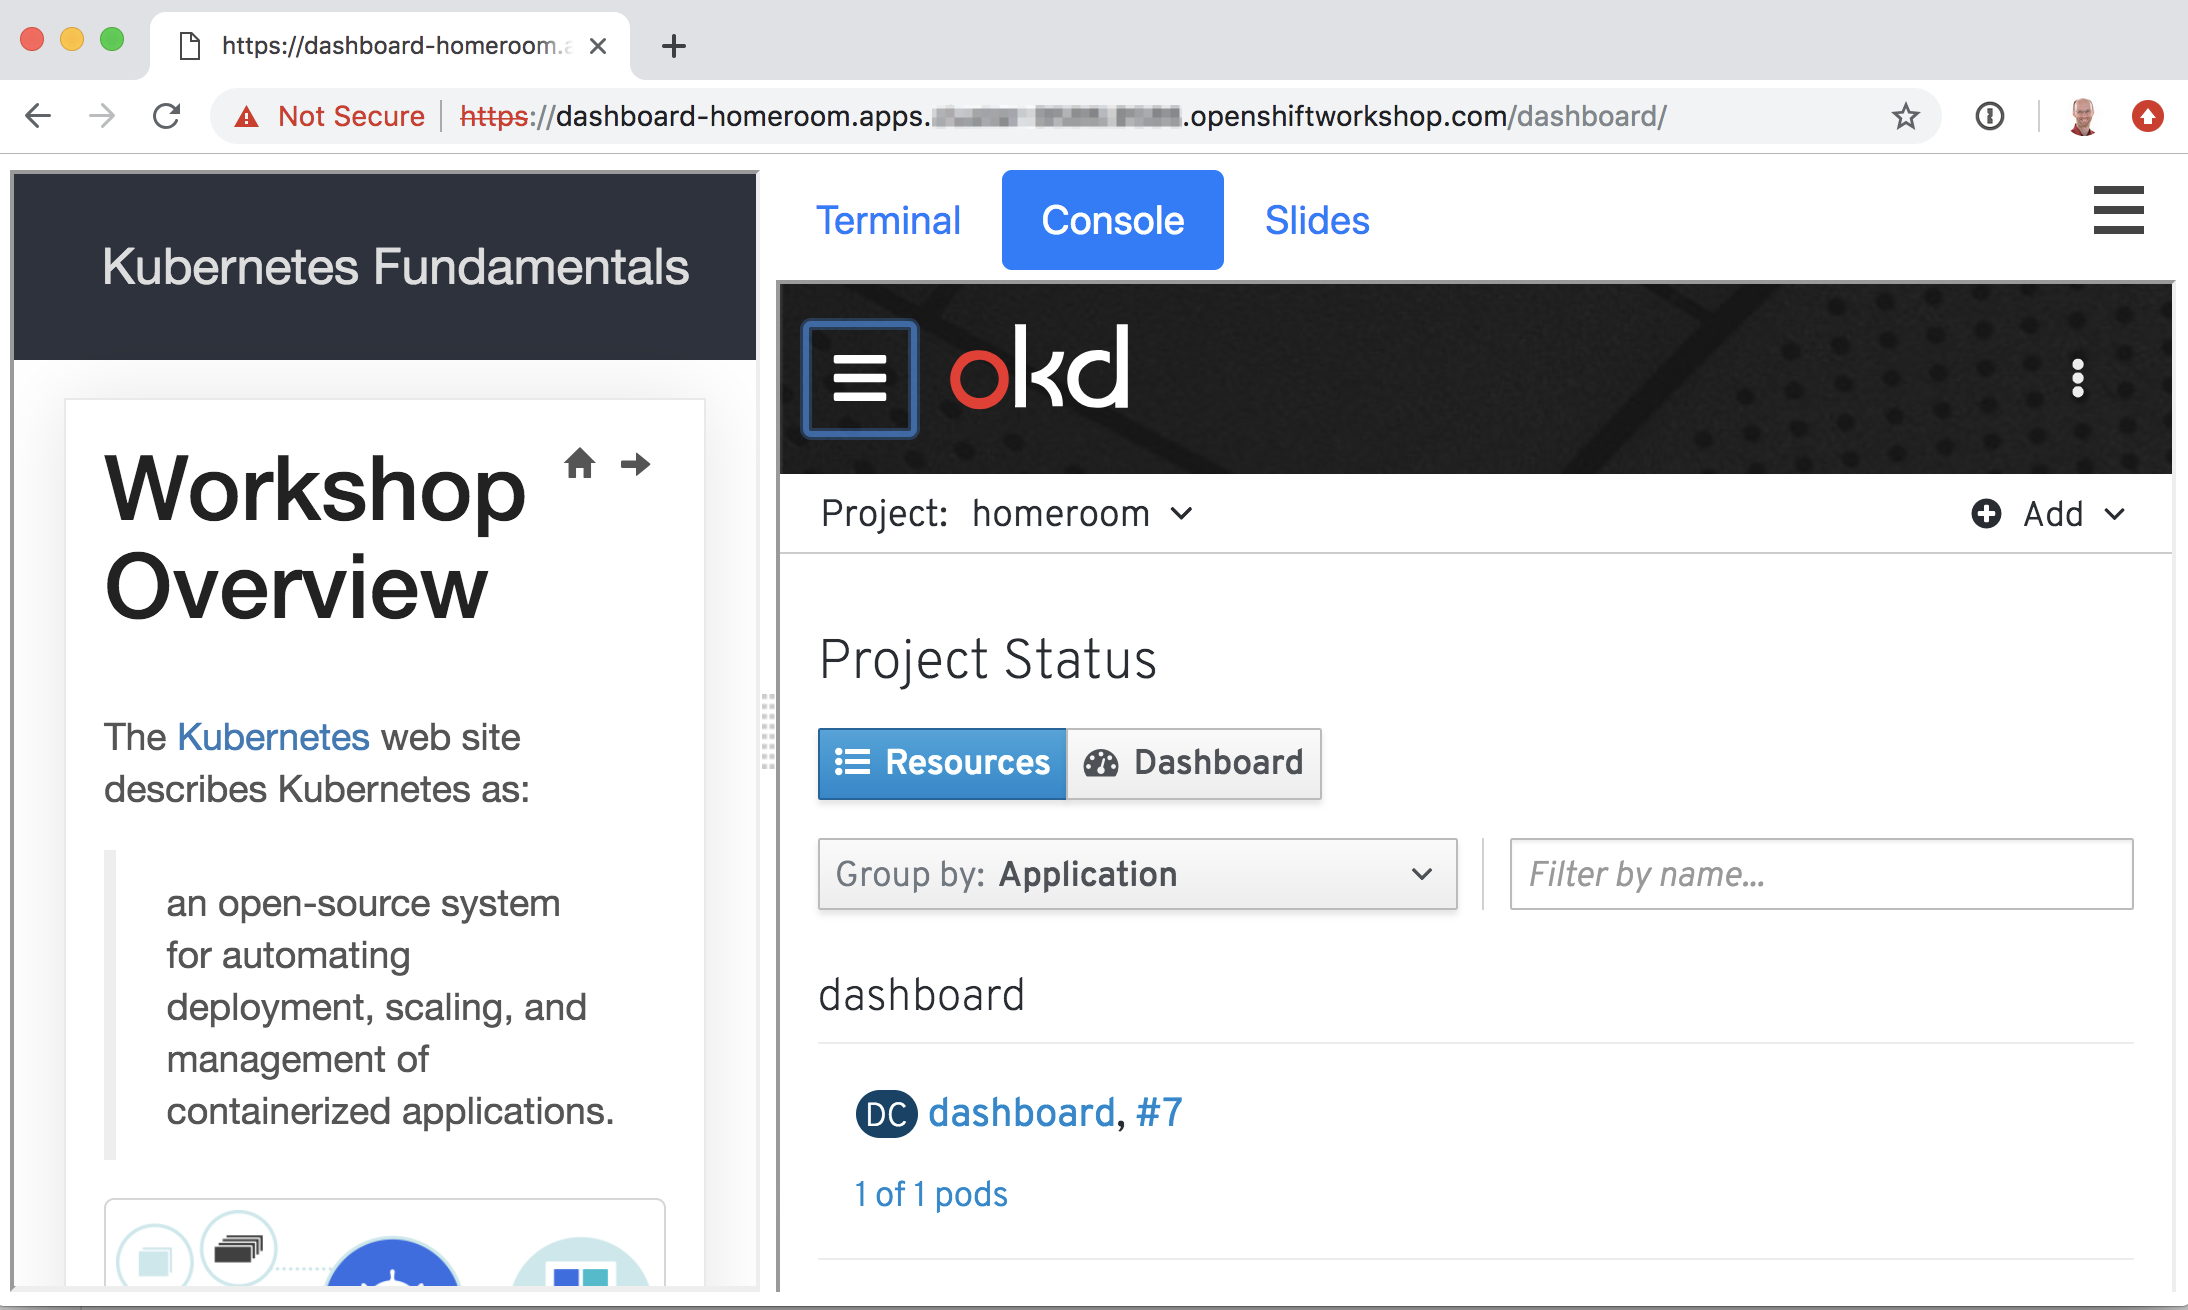 https://dashboard-homeroom.
Not Secure
https://dashboard-homeroom.apps. .openshiftworkshop.com/dashboard/
Kubernetes Fundamentals
Workshop
Overview
The Kubernetes web site
describes Kubernetes as:
an open-source system
for automating
deployment, scaling, and
management of
containerized applications.
Terminal
Console
Slides
okd
Project: homeroom
Add
Project Status
Resources
Dashboard
Group by: Application
Filter by name...
dashboard
DC dashboard, #7
1 of 1 pods